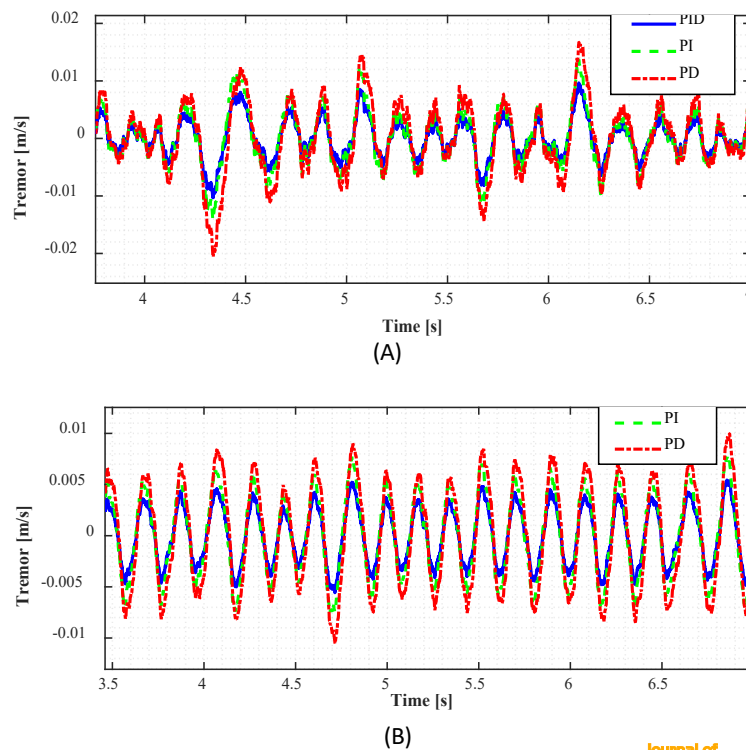 PID
PI
PD
0.02
0.01
0
-0.01
-0.02
Tremor [m/s]
4 4.5 5 5.5 6 6.5
Time [s]
(A)
PI
PD
0.01
0.005
0
-0.005
-0.01
Tremor [m/s]
3.5 4 4.5 5 5.5 6 6.5
Time [s]
(B)
Journal of